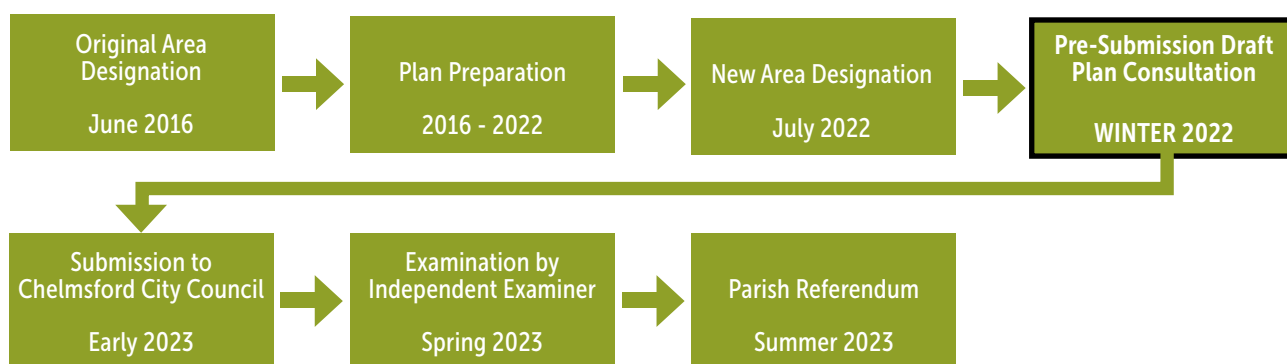 Original Area
Designation
June 2016
Plan Preparation
2016 - 2022
New Area Designation
July 2022
Pre-Submission Draft
Plan Consultation
WINTER 2022
Submission to
Chelmsford City Council
Early 2023
Examination by
Independent Examiner
Spring 2023
Parish Referendum
Summer 2023